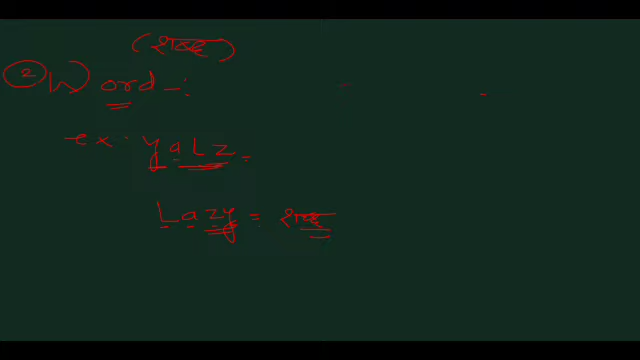 (शब्द)
② Word -:
ex. yaLz =
Lazy = शब्द